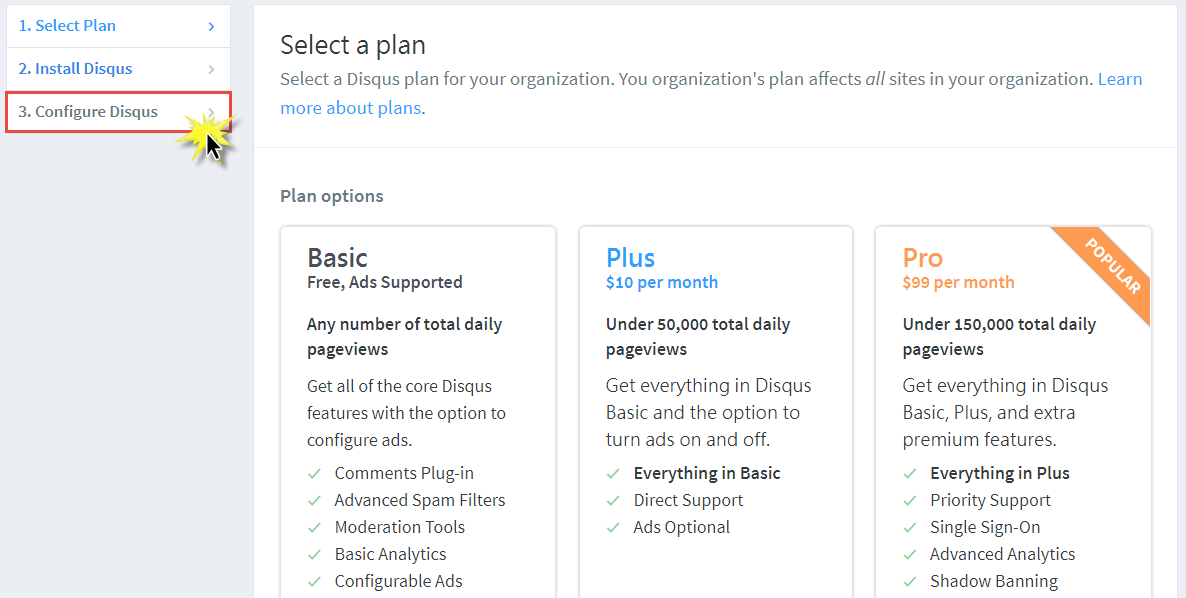 1. Select Plan
2. Install Disqus
3. Configure Disqus
Select a plan
Select a Disqus plan for your organization. You organization's plan affects all sites in your organization. Learn
more about plans.
Plan options
Basic
Free, Ads Supported
Any number of total daily
pageviews
Get all of the core Disqus
features with the option to
configure ads.
Comments Plug-in
Advanced Spam Filters
Moderation Tools
Basic Analytics
Configurable Ads
Plus
$10 per month
Under 50,000 total daily
pageviews
Get everything in Disqus
Basic and the option to
turn ads on and off.
Everything in Basic
Direct Support
Ads Optional
Pro
$99 per month
POPULAR
Under 150,000 total daily
pageviews
Get everything in Disqus
Basic, Plus, and extra
premium features.
Everything in Plus
Priority Support
Single Sign-On
Advanced Analytics
Shadow Banning